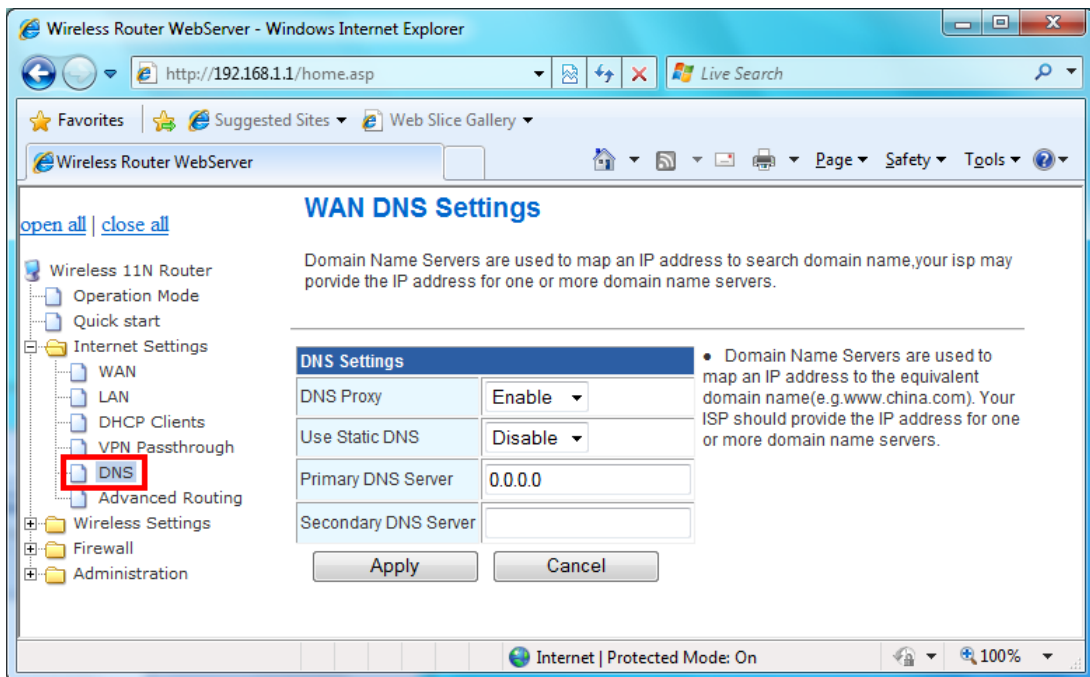 Wireless Router WebServer - Windows Internet Explorer
http://192.168.1.1/home.asp
Live Search
Favorites
Suggested Sites
Web Slice Gallery
Wireless Router WebServer
Page
Safety
Tools
open all | close all
Wireless 11N Router
Operation Mode
Quick start
Internet Settings
WAN
LAN
DHCP Clients
VPN Passthrough
DNS
Advanced Routing
Wireless Settings
Firewall
Administration
WAN DNS Settings
Domain Name Servers are used to map an IP address to search domain name,your isp may
porvide the IP address for one or more domain name servers.
DNS Settings
DNS Proxy
Enable
Use Static DNS
Disable
Primary DNS Server
0.0.0.0
Secondary DNS Server
Apply
Cancel
● Domain Name Servers are used to
map an IP address to the equivalent
domain name(e.g.www.china.com). Your
ISP should provide the IP address for one
or more domain name servers.
Internet | Protected Mode: On
100%